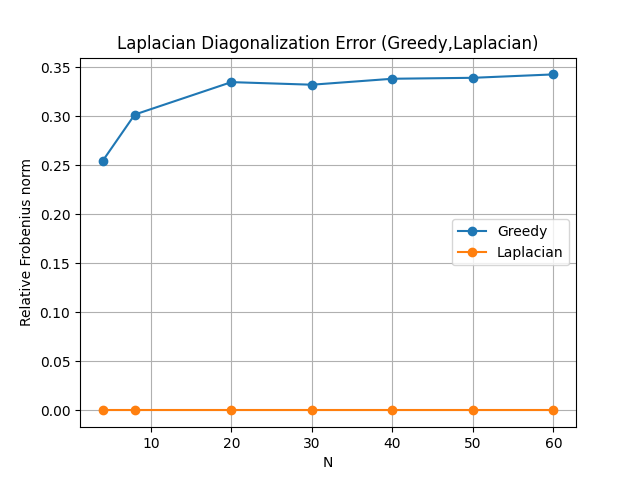 Laplacian Diagonalization Error (Greedy,Laplacian)
Relative Frobenius norm
0.35
0.30
0.25
0.20
0.15
0.10
0.05
0.00
Greedy
Laplacian
10 20 30 40 50 60
N